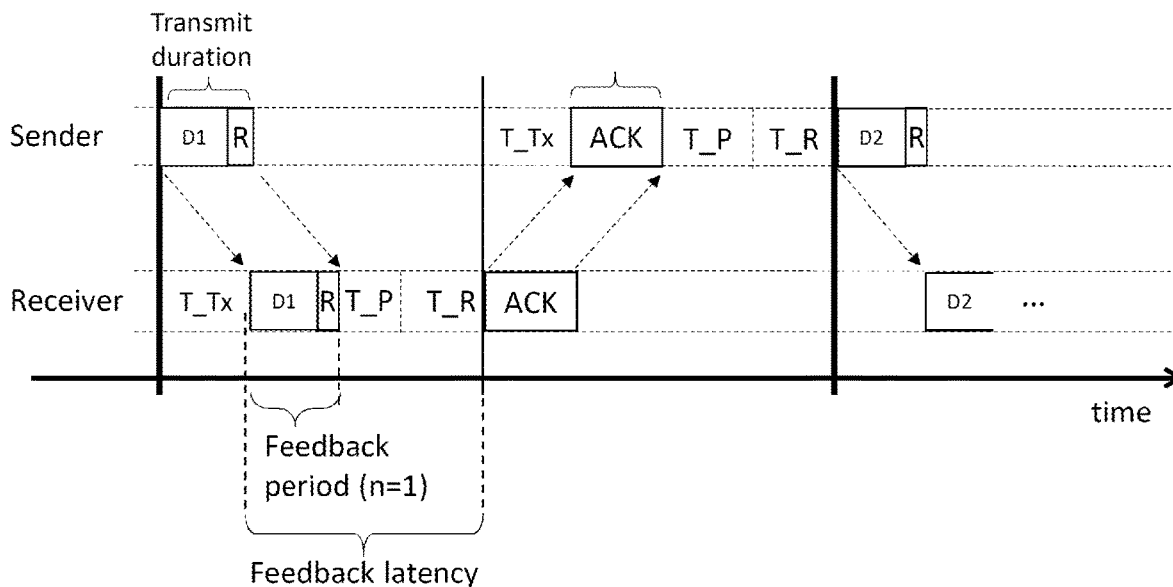 Transmit
duration
Sender
D1 R
T_Tx ACK T_P T_R D2 R
Receiver
T_Tx D1 R T_P T_R ACK D2 ...
time
Feedback
period (n=1)
Feedback latency